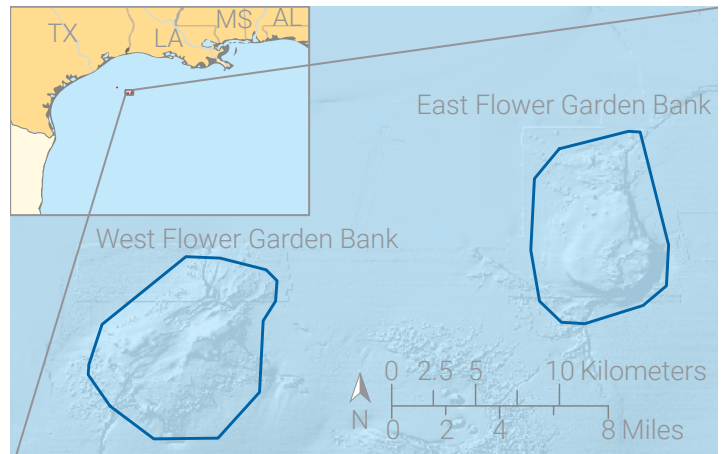 TX
LA
MS
AL
East Flower Garden Bank
West Flower Garden Bank
0 2.5 5 10 Kilometers
N
0 2 4 8 Miles